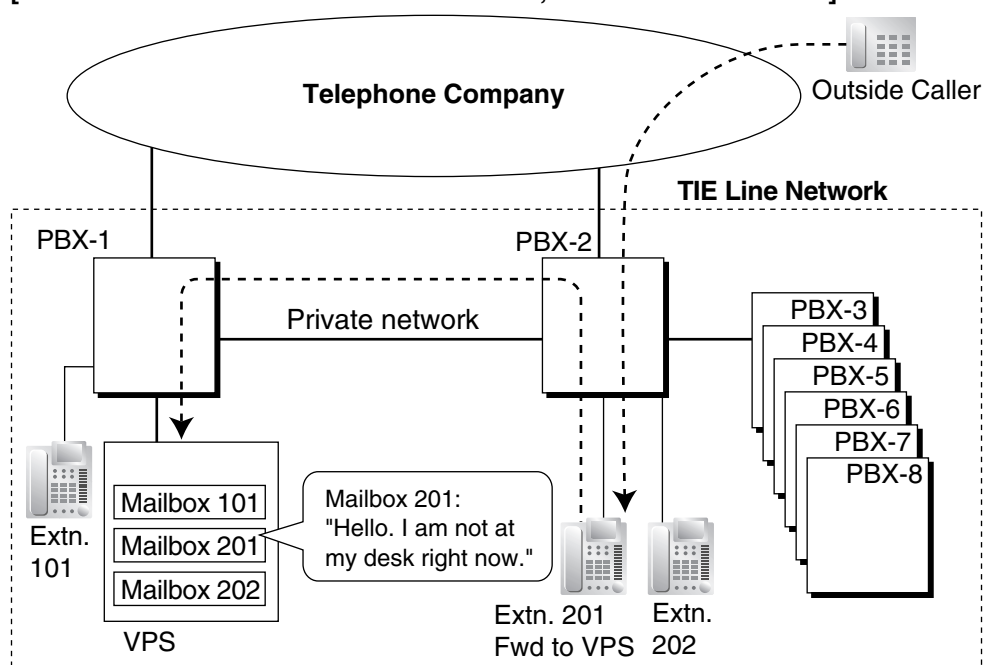 Telephone Company
Outside Caller
TIE Line Network
PBX-1
PBX-2
Private network
PBX-3
PBX-4
PBX-5
PBX-6
PBX-7
PBX-8
Mailbox 101
Mailbox 201
Mailbox 202
Mailbox 201:
"Hello. I am not at
my desk right now."
Extn.
101
VPS
Extn. 201
Fwd to VPS
Extn.
202